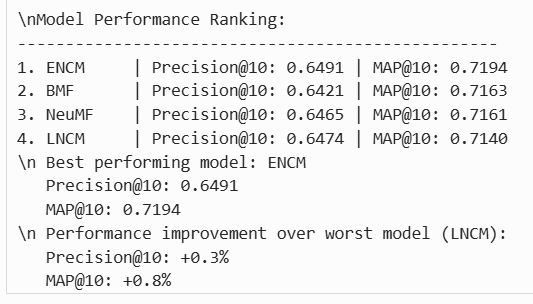 \nModel Performance Ranking:
--------------------------------------------------
1. ENCM     | Precision@10: 0.6491 | MAP@10: 0.7194
2. BMF      | Precision@10: 0.6421 | MAP@10: 0.7163
3. NeuMF    | Precision@10: 0.6465 | MAP@10: 0.7161
4. LNCM     | Precision@10: 0.6474 | MAP@10: 0.7140
\n Best performing model: ENCM
   Precision@10: 0.6491
   MAP@10: 0.7194
\n Performance improvement over worst model (LNCM):
   Precision@10: +0.3%
   MAP@10: +0.8%